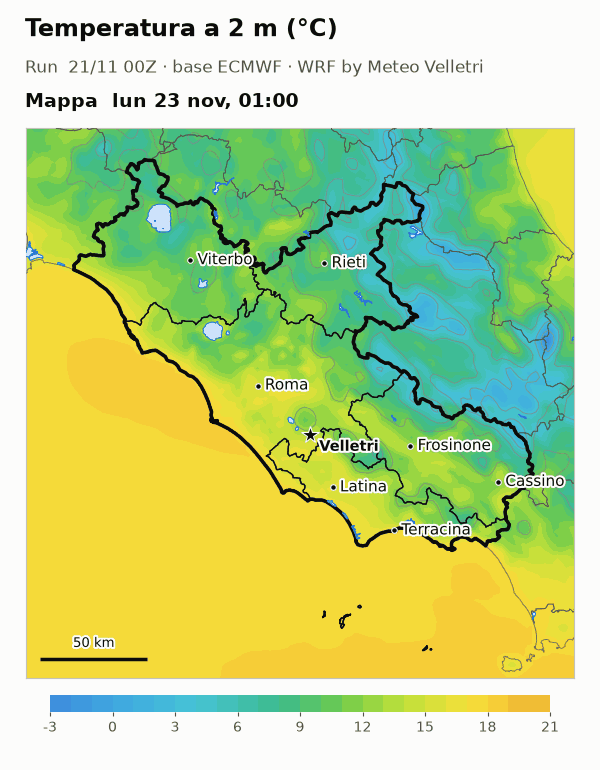 Temperatura a 2 m (°C)
Run  21/11 00Z · base ECMWF · WRF by Meteo Velletri
Mappa  lun 23 nov, 01:00
Viterbo
Rieti
Roma
Velletri
Frosinone
Cassino
Latina
Terracina
50 km
-3 0 3 6 9 12 15 18 21